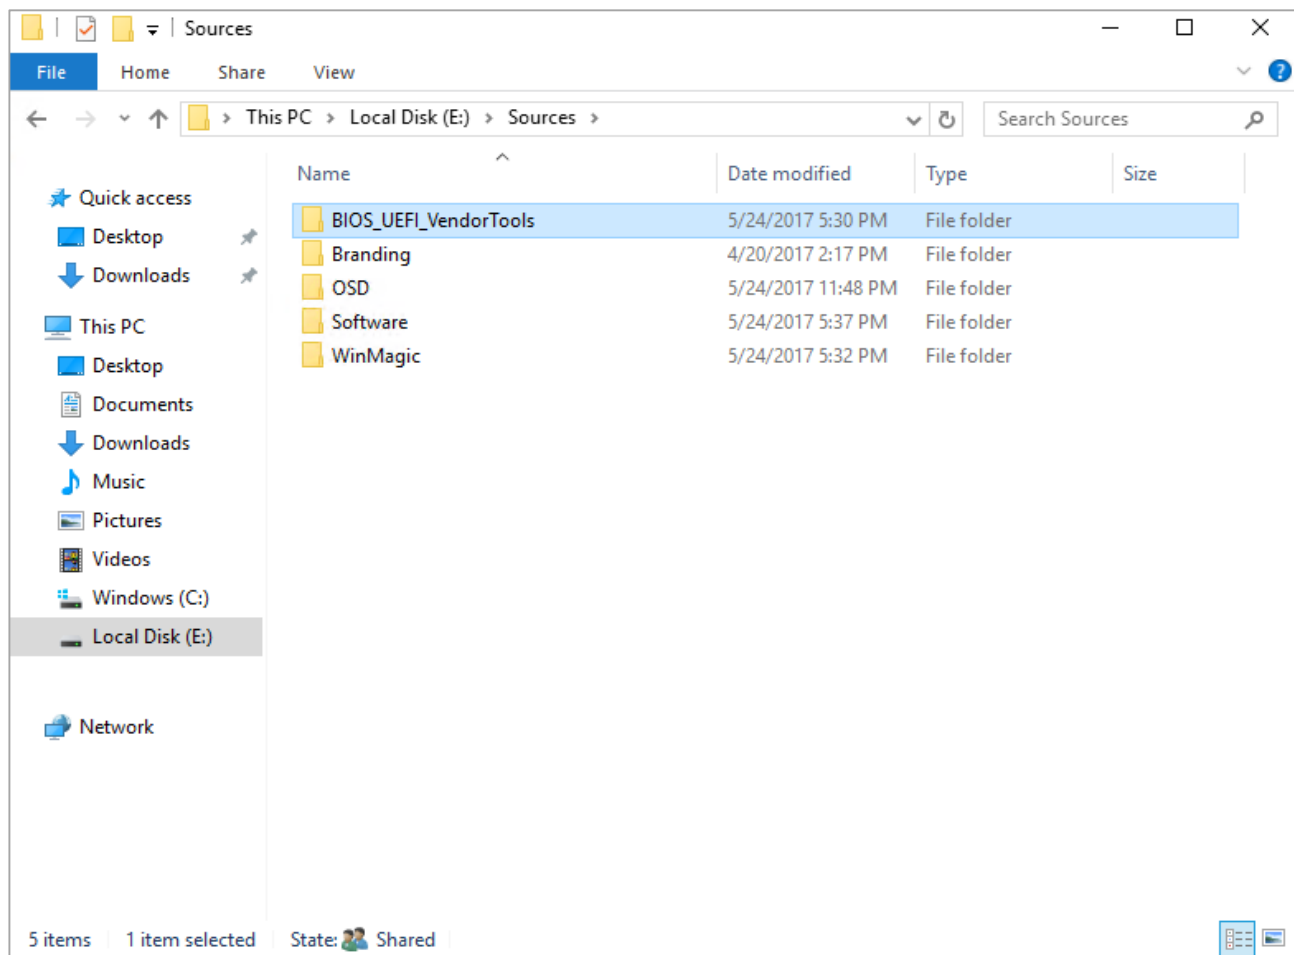 Sources
File Home Share View
This PC Local Disk (E:) Sources Search Sources
Name Date modified Type Size
Quick access
Desktop
Downloads
This PC
Desktop
Documents
Downloads
Music
Pictures
Videos
Windows (C:)
Local Disk (E:)
Network
BIOS_UEFI_VendorTools 5/24/2017 5:30 PM File folder
Branding 4/20/2017 2:17 PM File folder
OSD 5/24/2017 11:48 PM File folder
Software 5/24/2017 5:37 PM File folder
WinMagic 5/24/2017 5:32 PM File folder
5 items 1 item selected State: Shared